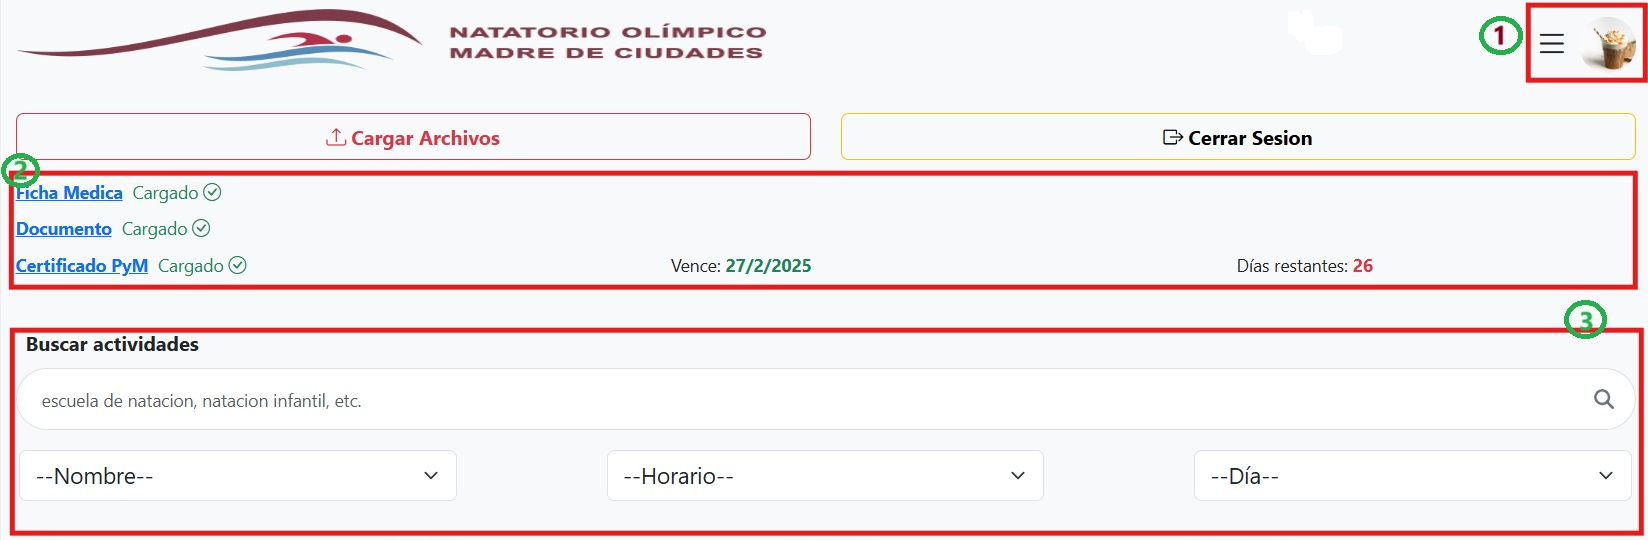 NATATORIO OLÍMPICO
MADRE DE CIUDADES
1
Cargar Archivos
Cerrar Sesion
2
Ficha Medica Cargado
Documento Cargado
Certificado PyM Cargado Vence: 27/2/2025 Días restantes: 26
3
Buscar actividades
escuela de natacion, natacion infantil, etc.
--Nombre-- --Horario-- --Día--